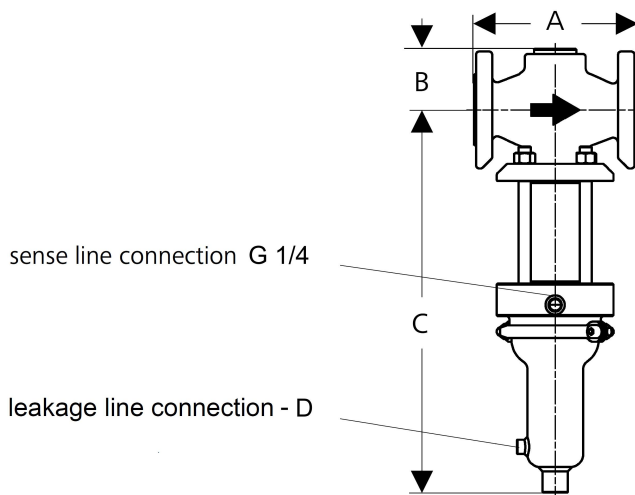 A
B
sense line connection G 1/4
C
leakage line connection - D